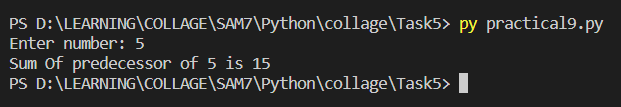 PS D:\LEARNING\COLLAGE\SAM7\Python\collage\Task5> py practical9.py
Enter number: 5
Sum Of predecessor of 5 is 15
PS D:\LEARNING\COLLAGE\SAM7\Python\collage\Task5>